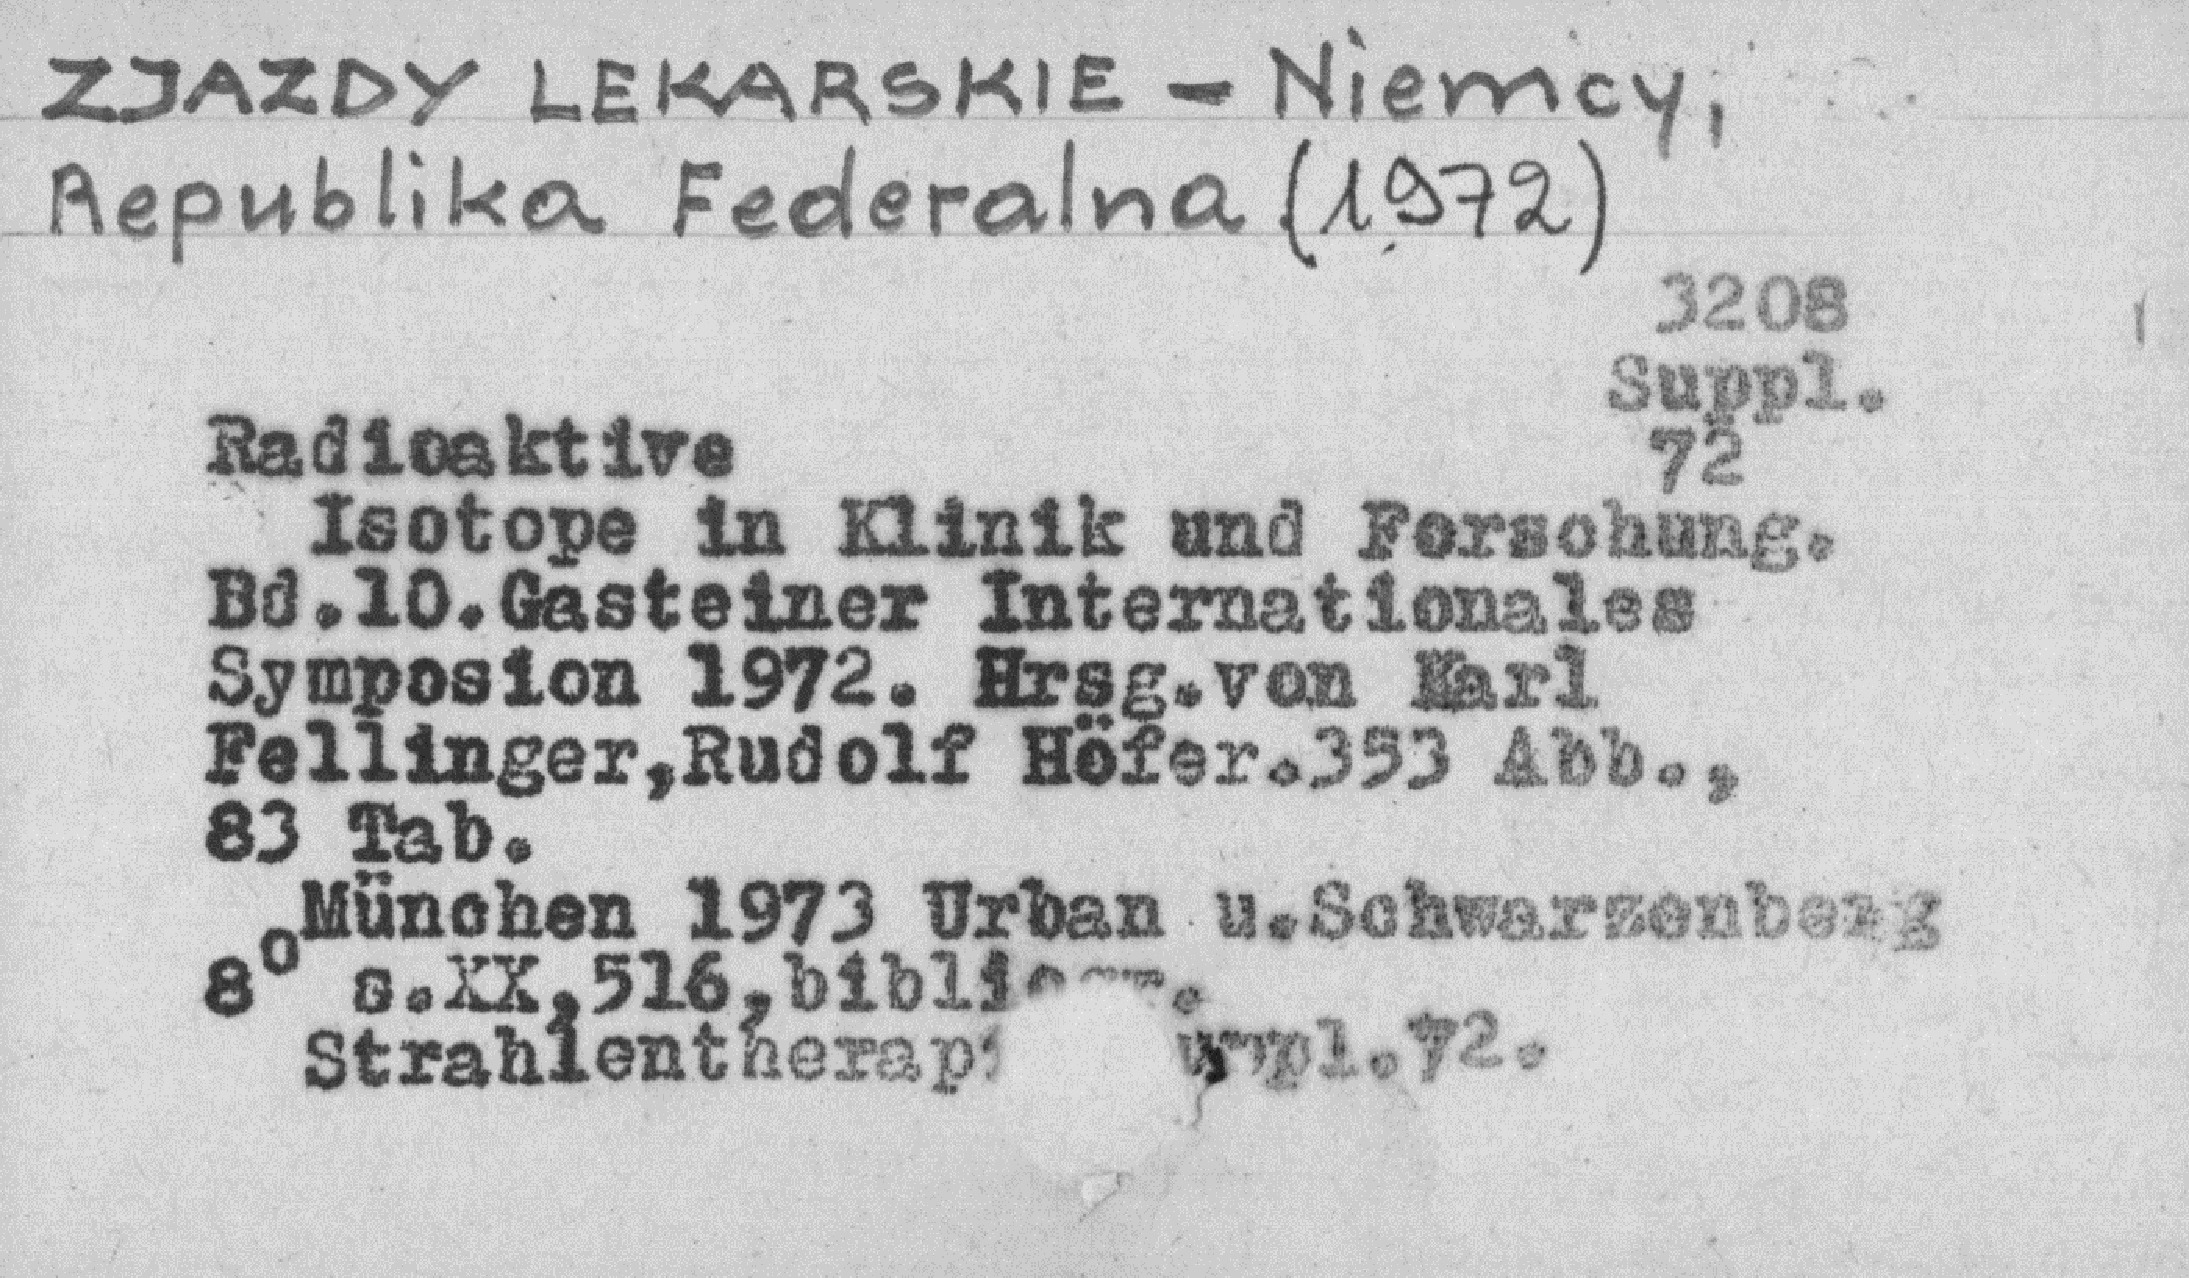 ZJAZDY LEKARSKIE - Niemcy,
Republika Federalna (1972)
3208
Suppl.
72
Radioaktive
Isotope in Klinik und Forschung.
Bd.10.Gasteiner Internationales
Symposion 1972. Hrsg.von Karl
Fellinger,Rudolf Höfer.353 Abb.,
83 Tab.
München 1973 Urban u.Schwarzenberg
8° s.XX,516,bibliogr.
Strahlentherap 72.